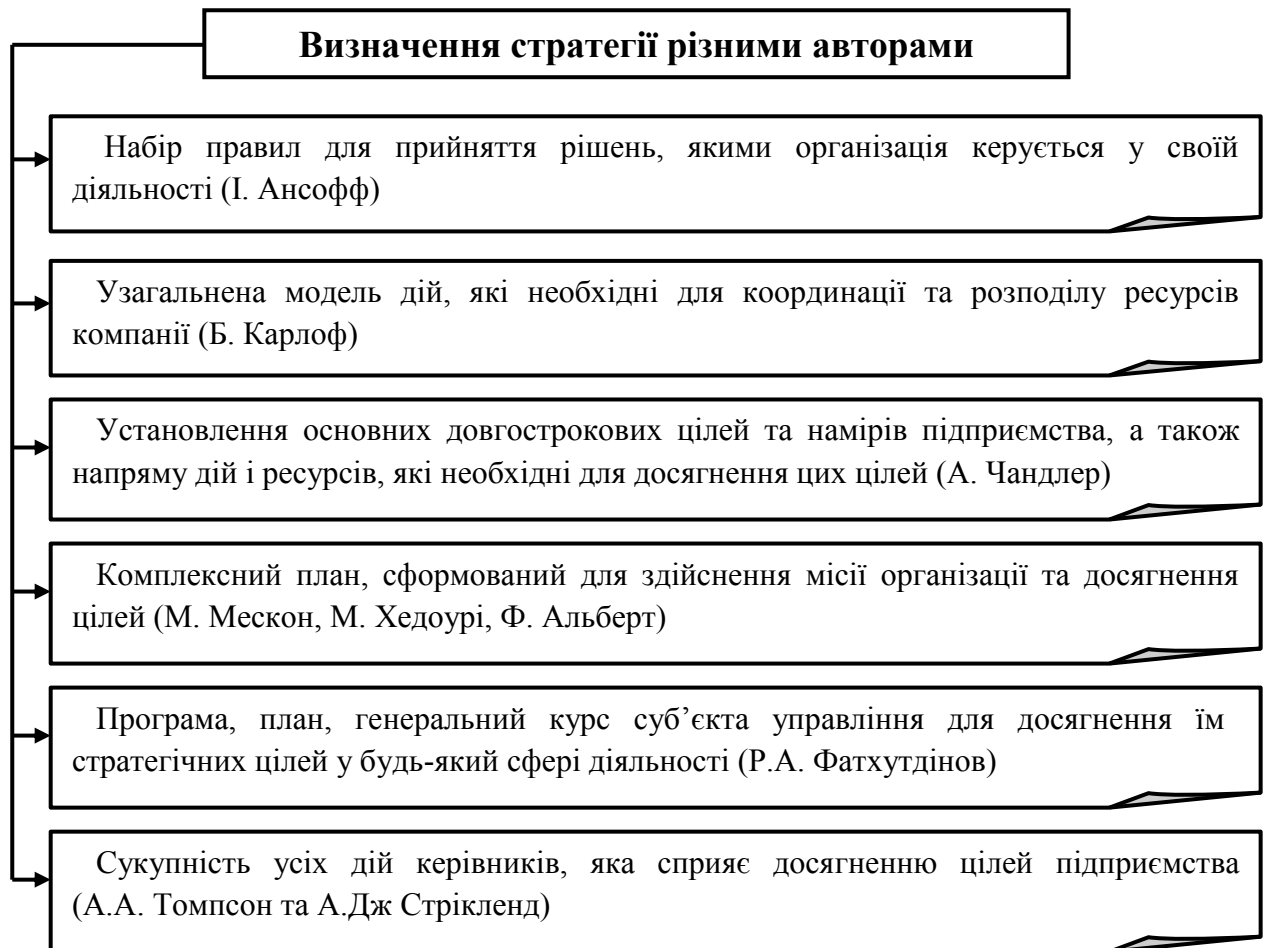 Визначення стратегії різними авторами
Набір правил для прийняття рішень, якими організація керується у своїй
діяльності (І. Ансофф)
Узагальнена модель дій, які необхідні для координації та розподілу ресурсів
компанії (Б. Карлоф)
Установлення основних довгострокових цілей та намірів підприємства, а також
напряму дій і ресурсів, які необхідні для досягнення цих цілей (А. Чандлер)
Комплексний план, сформований для здійснення місії організації та досягнення
цілей (М. Мескон, М. Хедоурі, Ф. Альберт)
Програма, план, генеральний курс суб’єкта управління для досягнення їм
стратегічних цілей у будь-який сфері діяльності (Р.А. Фатхутдінов)
Сукупність усіх дій керівників, яка сприяє досягненню цілей підприємства
(А.А. Томпсон та А.Дж Стрікленд)